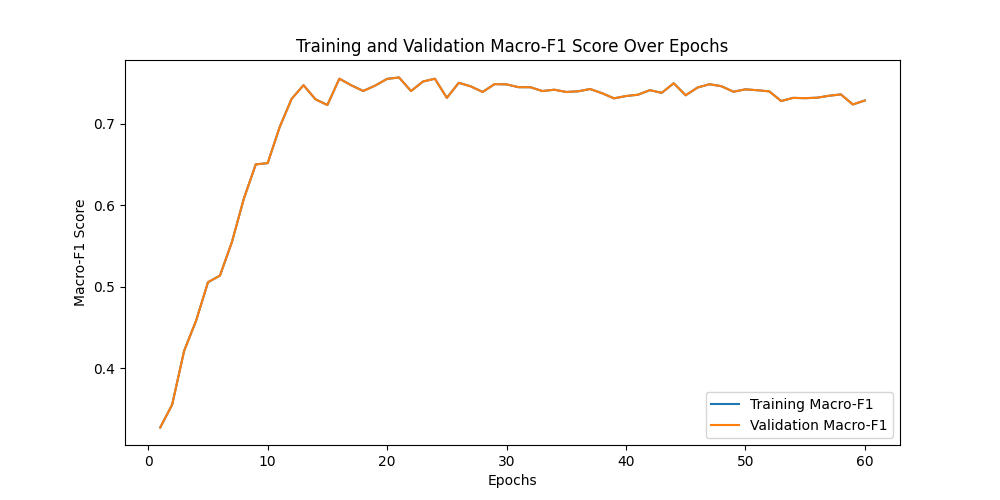 Training and Validation Macro-F1 Score Over Epochs
Macro-F1 Score
0.7
0.6
0.5
0.4
0 10 20 30 40 50 60
Epochs
Training Macro-F1
Validation Macro-F1